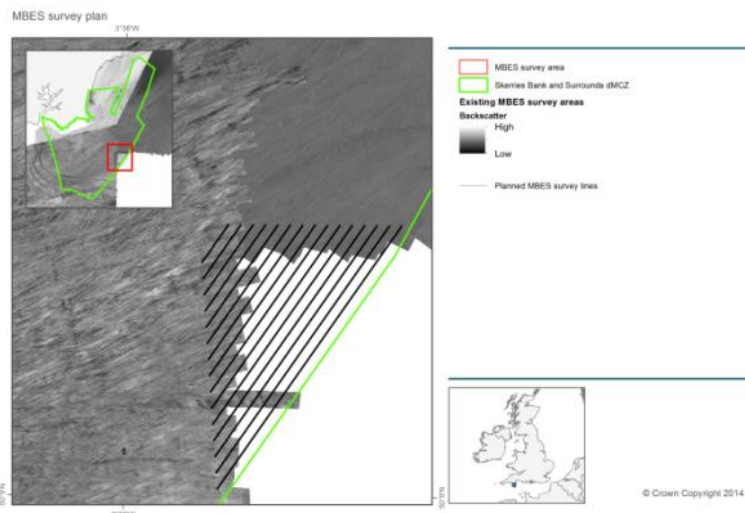 MBES survey plan
3°36'W
MBES survey area
Skerries Bank and Surrounds dMCZ
Existing MBES survey areas
Backscatter
High
Low
Planned MBES survey lines
© Crown Copyright 2014